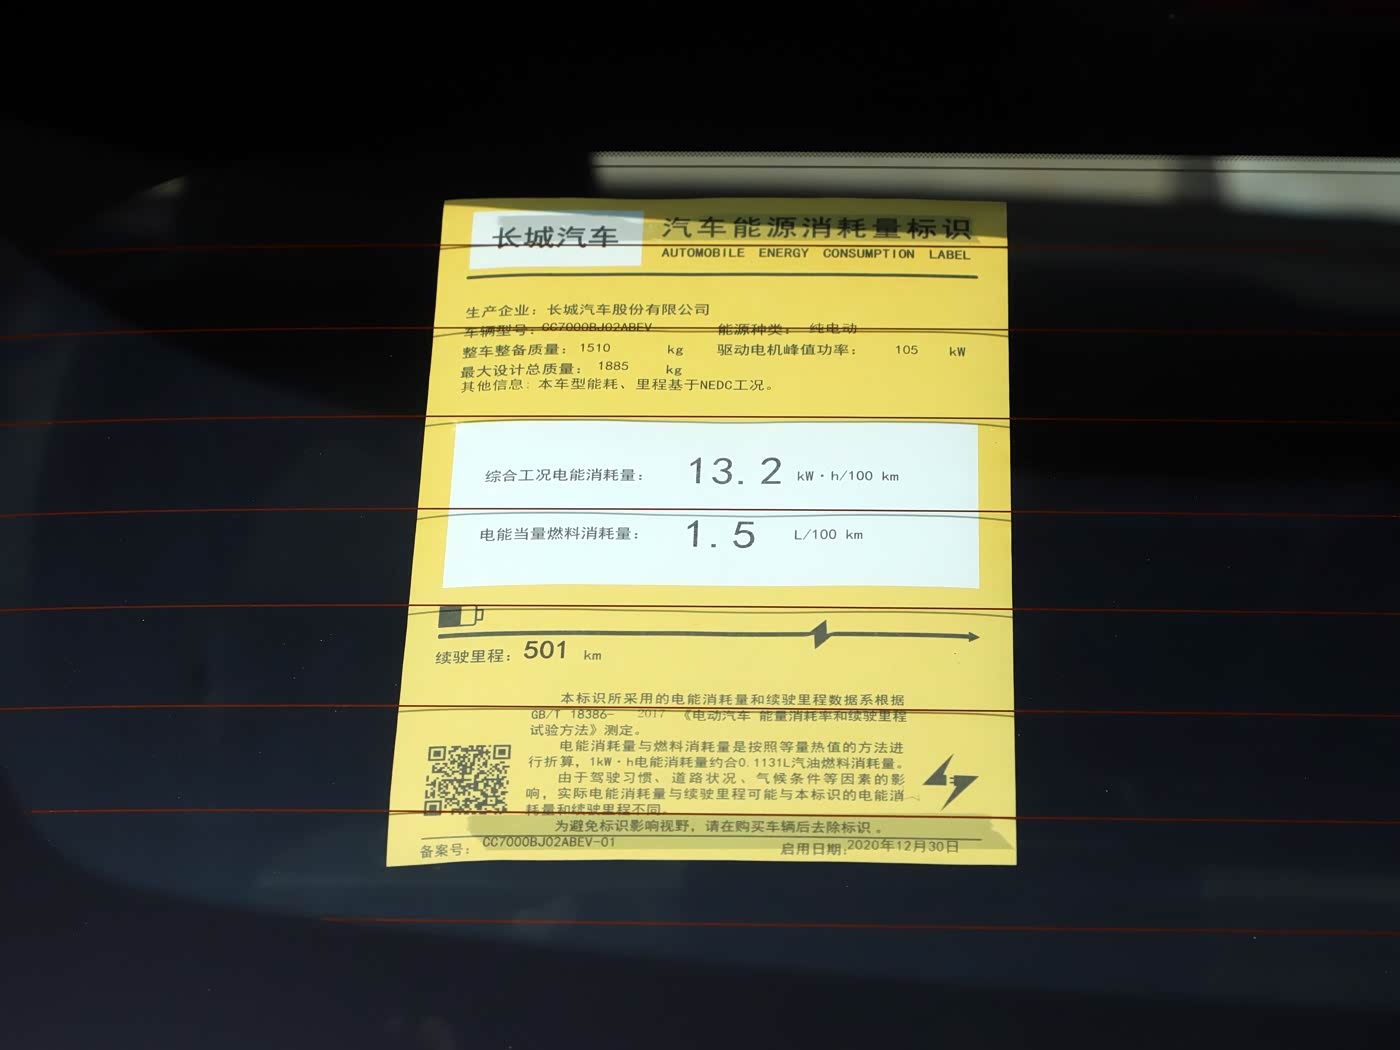 长城汽车
汽车能源消耗量标识
AUTOMOBILE ENERGY CONSUMPTION LABEL
生产企业：长城汽车股份有限公司
车辆型号：CC7000BJ02ABEV 能源种类：纯电动
整车整备质量：1510 kg 驱动电机峰值功率：105 kW
最大设计总质量：1885 kg
其他信息：本车型能耗、里程基于NEDC工况。
综合工况电能消耗量：13.2 kW·h/100 km
电能当量燃料消耗量：1.5 L/100 km
续驶里程：501 km
本标识所采用的电能消耗量和续驶里程数据系根据
GB/T 18386- 2017 《电动汽车 能量消耗率和续驶里程
试验方法》测定。
电能消耗量与燃料消耗量是按照等量热值的方法进
行折算，1kW·h电能消耗量约合0.1131L汽油燃料消耗量。
由于驾驶习惯、道路状况、气候条件等因素的影
响，实际电能消耗量与续驶里程可能与本标识的电能消
耗量和续驶里程不同。
为避免标识影响视野，请在购买车辆后去除标识。
备案号：CC7000BJ02ABEV-01 启用日期：2020年12月30日